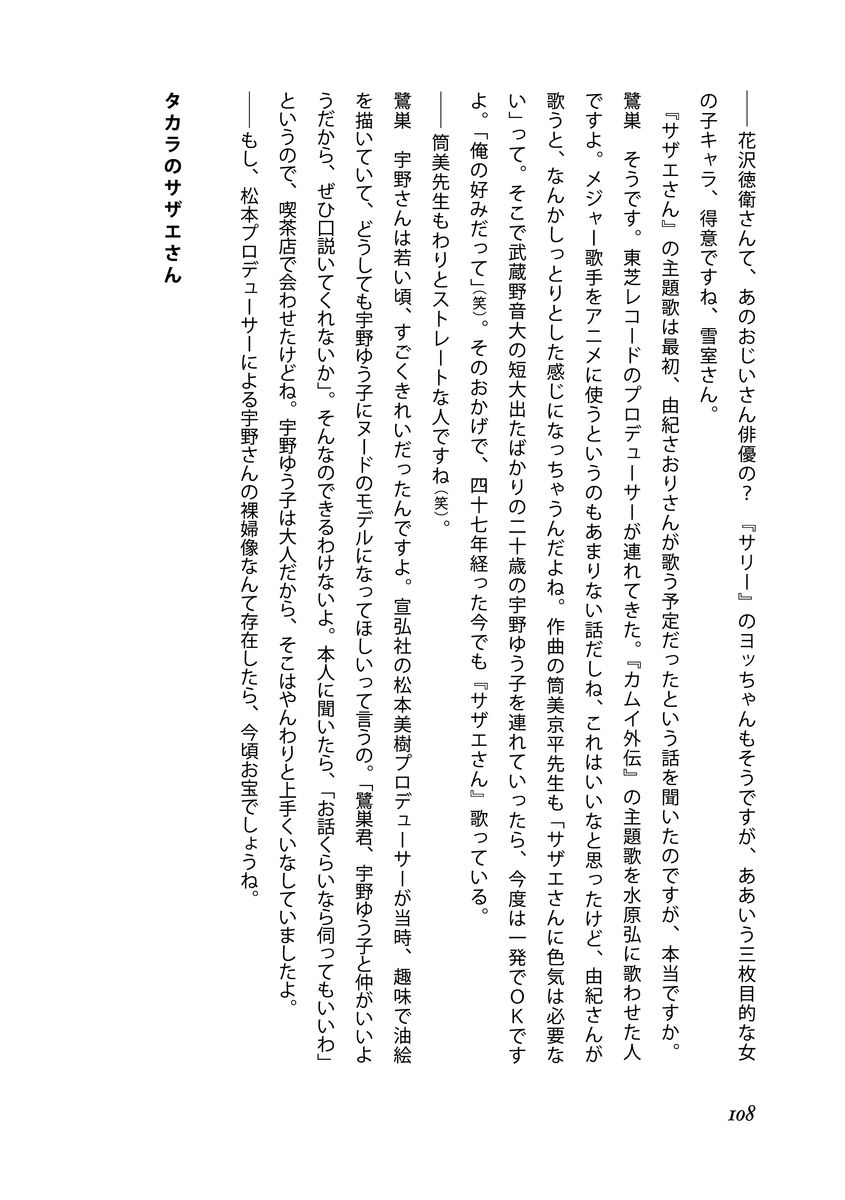 ――花沢徳衛さんて、あのおじいさん俳優の？　『サリー』のヨッちゃんもそうですが、ああいう三枚目的な女
の子キャラ、得意ですね、雪室さん。
『サザエさん』の主題歌は最初、由紀さおりさんが歌う予定だったという話を聞いたのですが、本当ですか。
鷺巣　そうです。東芝レコードのプロデューサーが連れてきた。『カムイ外伝』の主題歌を水原弘に歌わせた人
ですよ。メジャー歌手をアニメに使うというのもあまりない話だしね、これはいいなと思ったけど、由紀さんが
歌うと、なんかしっとりとした感じになっちゃうんだよね。作曲の筒美京平先生も「サザエさんに色気は必要な
い」って。そこで武蔵野音大の短大出たばかりの二十歳の宇野ゆう子を連れていったら、今度は一発でＯＫです
よ。「俺の好みだって」（笑）。そのおかげで、四十七年経った今でも『サザエさん』歌っている。
――筒美先生もわりとストレートな人ですね（笑）。
鷺巣　宇野さんは若い頃、すごくきれいだったんですよ。宣弘社の松本美樹プロデューサーが当時、趣味で油絵
を描いていて、どうしても宇野ゆう子にヌードのモデルになってほしいって言うの。「鷺巣君、宇野ゆう子と仲がいいよ
うだから、ぜひ口説いてくれないか」。そんなのできるわけないよ。本人に聞いたら、「お話くらいなら伺ってもいいわ」
というので、喫茶店で会わせたけどね。宇野ゆう子は大人だから、そこはやんわりと上手くいなしていましたよ。
――もし、松本プロデューサーによる宇野さんの裸婦像なんて存在したら、今頃お宝でしょうね。
タカラのサザエさん
108